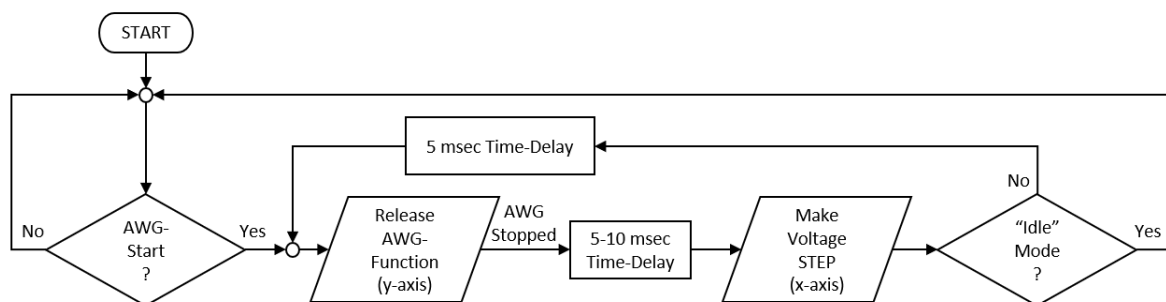 START
5 msec Time-Delay
No
AWG-
Start
?
Yes
Release
AWG-
Function
(y-axis)
AWG
Stopped
5-10 msec
Time-Delay
Make
Voltage
STEP
(x-axis)
No
“Idle”
Mode
?
Yes